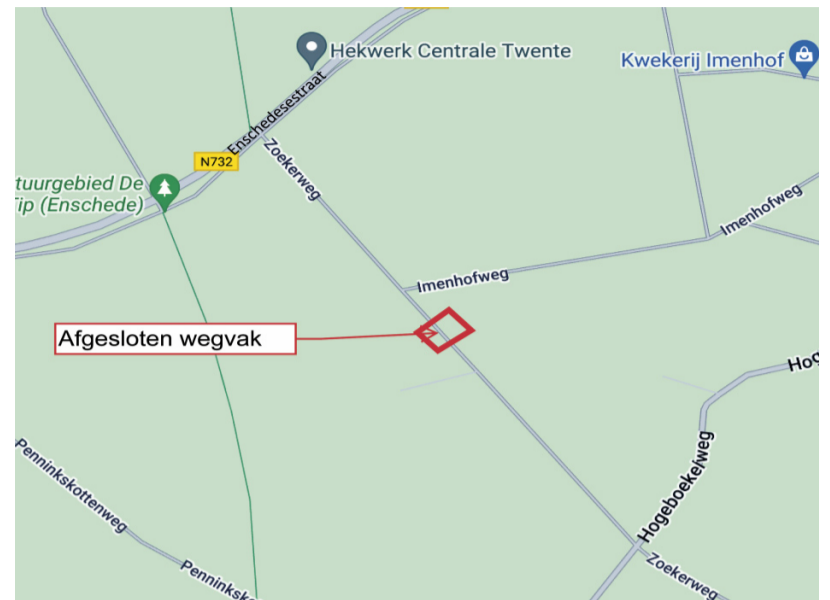 Hekwerk Centrale Twente
Kwekerij Imenhof
Enschedesestraat
N732
Zoekerweg
tuurgebied De
Tip (Enschede)
Imenhofweg
Imenhofweg
Afgesloten wegvak
Hog
Hogeboekelweg
Penninkskottenweg
Penninksk
Zoekerweg